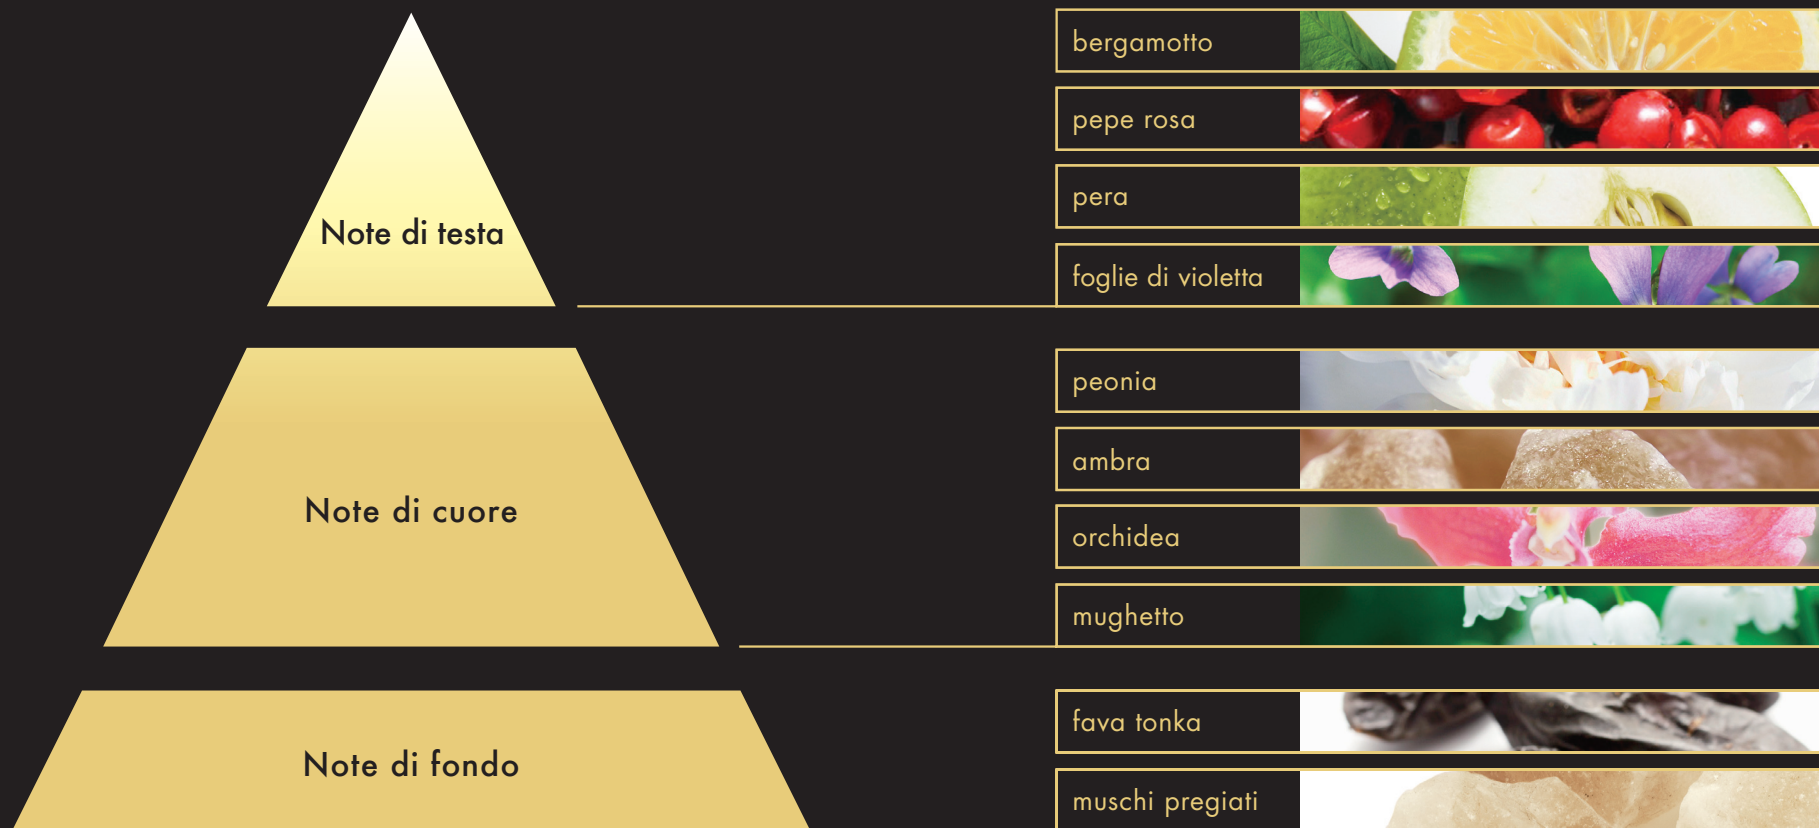 Note di testa
bergamotto
pepe rosa
pera
foglie di violetta
Note di cuore
peonia
ambra
orchidea
mughetto
Note di fondo
fava tonka
muschi pregiati